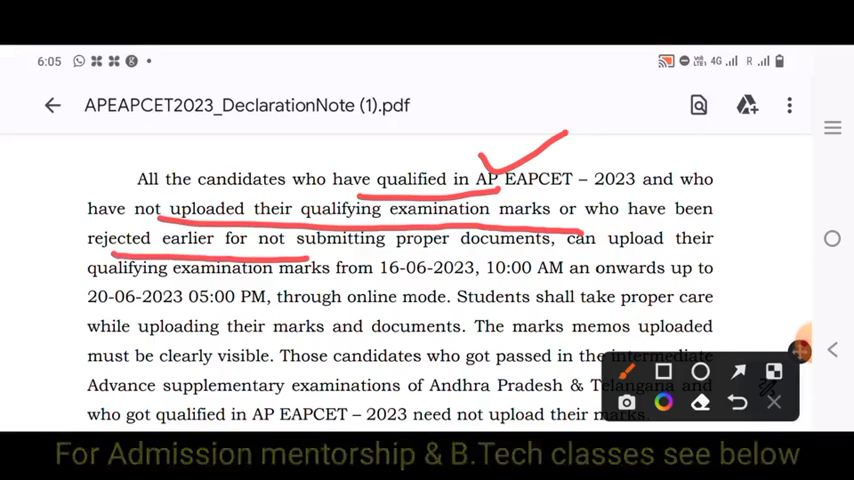 6:05
4G R
APEAPCET2023_DeclarationNote (1).pdf
All the candidates who have qualified in AP EAPCET – 2023 and who
have not uploaded their qualifying examination marks or who have been
rejected earlier for not submitting proper documents, can upload their
qualifying examination marks from 16-06-2023, 10:00 AM an onwards up to
20-06-2023 05:00 PM, through online mode. Students shall take proper care
while uploading their marks and documents. The marks memos uploaded
must be clearly visible. Those candidates who got passed in the intermediate
Advance supplementary examinations of Andhra Pradesh & Telangana and
who got qualified in AP EAPCET – 2023 need not upload their marks.
For Admission mentorship & B.Tech classes see below